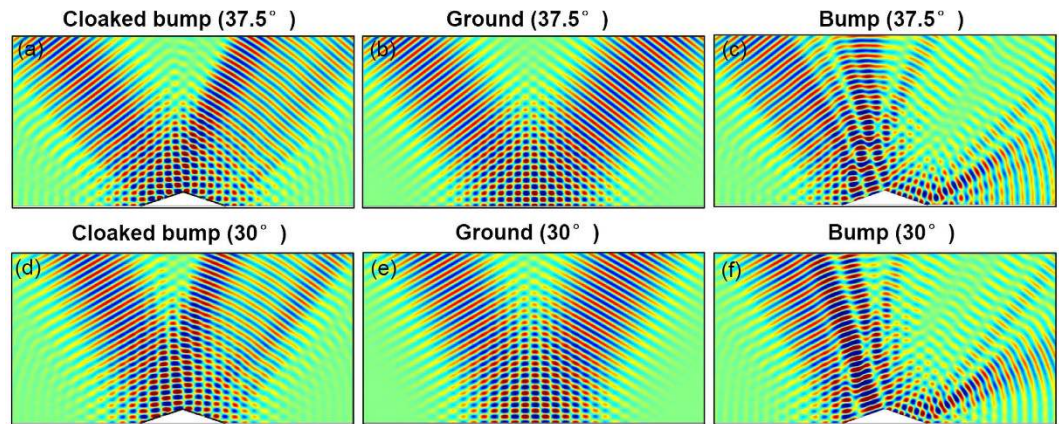 Cloaked bump (37.5°)
Ground (37.5°)
Bump (37.5°)
(a)
(b)
(c)
Cloaked bump (30°)
Ground (30°)
Bump (30°)
(d)
(e)
(f)